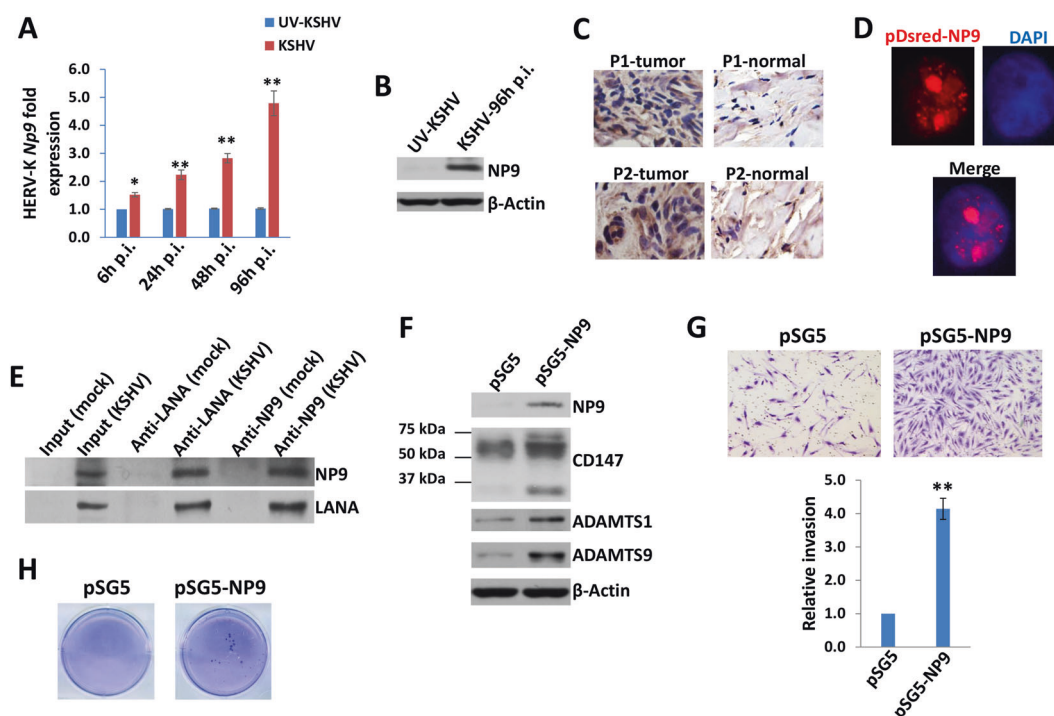 A
UV-KSHV
KSHV
HERV-K Np9 fold
expression
6.0
5.0
4.0
3.0
2.0
1.0
0.0
*
**
**
**
6h p.i.
24h p.i.
48h p.i.
96h p.i.
B
UV-KSHV
KSHV-96h p.i.
NP9
β-Actin
C
P1-tumor
P1-normal
P2-tumor
P2-normal
D
pDsred-NP9
DAPI
Merge
E
Input (mock)
Input (KSHV)
Anti-LANA (mock)
Anti-LANA (KSHV)
Anti-NP9 (mock)
Anti-NP9 (KSHV)
NP9
LANA
F
pSG5
pSG5-NP9
NP9
75 kDa
50 kDa
37 kDa
CD147
ADAMTS1
ADAMTS9
β-Actin
G
pSG5
pSG5-NP9
Relative invasion
5.0
4.0
3.0
2.0
1.0
0.0
**
pSG5
pSG5-NP9
H
pSG5
pSG5-NP9